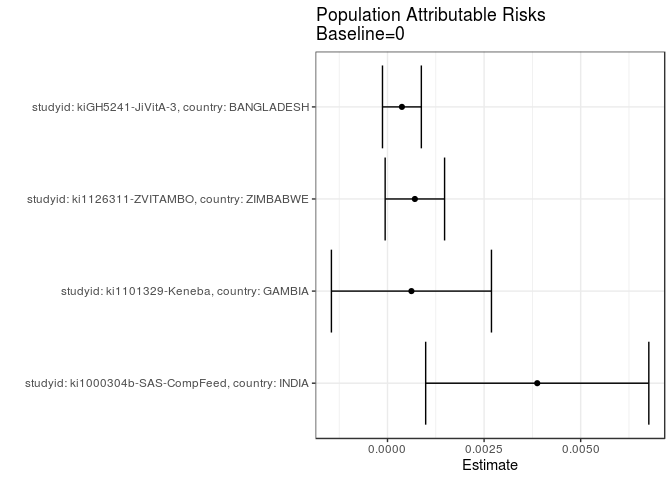 Population Attributable Risks
Baseline=0
studyid: kiGH5241-JiVitA-3, country: BANGLADESH
studyid: ki1126311-ZVITAMBO, country: ZIMBABWE
studyid: ki1101329-Keneba, country: GAMBIA
studyid: ki1000304b-SAS-CompFeed, country: INDIA
0.0000 0.0025 0.0050
Estimate